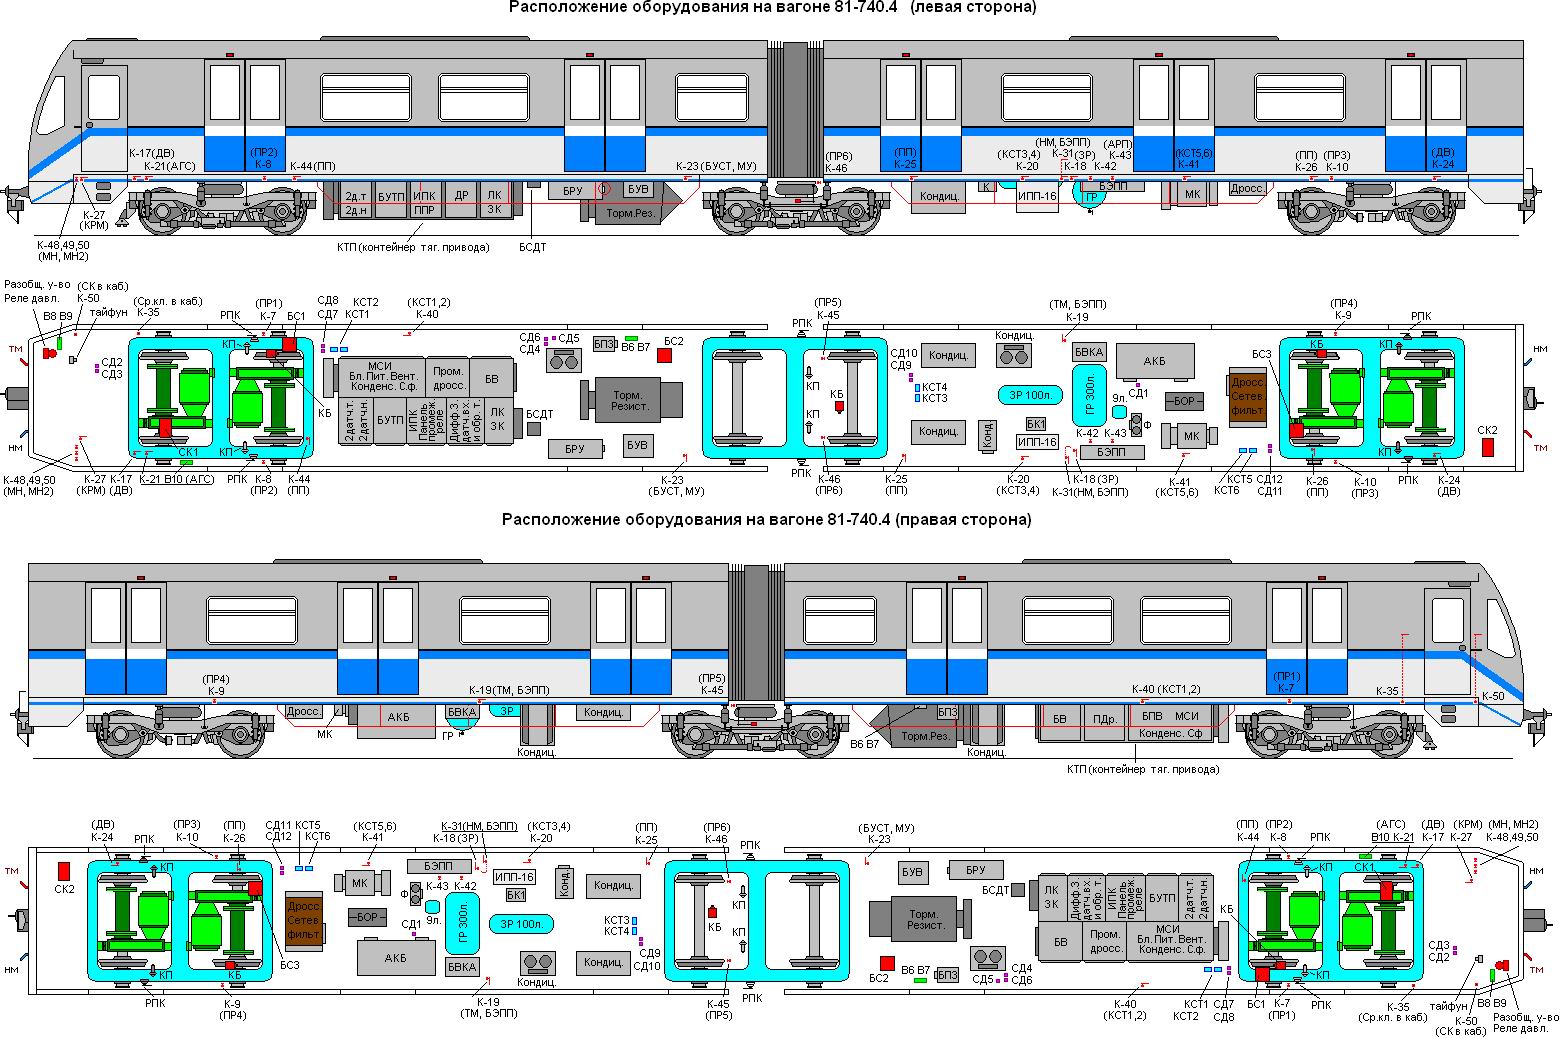 Расположение оборудования на вагоне 81-740.4 (левая сторона)
К-17(ДВ)
К-21(АГС)
(ПР2)
К-8
К-44(ПП)
К-23(БУСТ, МУ)
(ПР6)
К-46
(ПП)
К-25
(КСТ3,4)
К-20
(НМ, БЭПП)
К-31(ЗР)
К-18
К-42
(АРП)
К-43
(КСТ5,6)
К-41
(ПП)
К-26
(ПР3)
К-10
(ДВ)
К-24
К-27
(КРМ)
К-48,49,50
(МН, МН2)
2д.т
2д.н
БУТП
ИПК
ППР
ДР
ЛК
ЗК
БРУ
БУВ
Торм.Рез.
Кондиц.
К
ИПП-16
ГР
БЭПП
МК
Дросс.
КТП(контейнер тяг. привода)
БСДТ
Разобщ. у-во
Реле давл.
(СК в каб.)
К-50
В8 В9
тайфун
(Ср.кл. в каб.)
К-35
РПК
(ПР1)
К-7
БС1
СД8
СД7
КСТ2
КСТ1
(КСТ1,2)
К-40
СД6
СД4
СД5
БПЗ
В6 В7
БС2
(ПР5)
К-45
РПК
(ТМ, БЭПП)
К-19
(ПР4)
К-9
РПК
ТМ
НМ
СД2
СД3
КП
КП
КБ
МСИ
Бл. Пит. Вент.
Конденс. Сф.
Пром.
дросс.
БВ
2датч.т.
2датч.н.
БУТП
ИПК
Панель
промеж
реле
Дифф.З.
датч.вх.
и обр. т.
ЛК
ЗК
БСДТ
Торм.
Резист.
БРУ
БУВ
КП
КП
КБ
СД10
СД9
КСТ4
КСТ3
Кондиц.
Кондиц.
Кондиц.
Конд
ЗР 100л.
БК1
ИПП-16
БВКА
ГР 300л.
9л.
СД1
Ф
К-42
К-43
БЭПП
АКБ
БОР
МК
Дросс.
Сетев.
фильт.
БС3
КБ
КП
КП
СК2
НМ
ТМ
К-48,49,50
(МН, МН2)
К-27
(КРМ)
К-17
(ДВ)
СК1
К-21 В10 (АГС)
РПК
К-8
(ПР2)
К-44
(ПП)
К-23
(БУСТ, МУ)
РПК
К-46
(ПР6)
К-25
(ПП)
К-20
(КСТ3,4)
К-18 (ЗР)
К-31(НМ, БЭПП)
К-41
(КСТ5,6)
КСТ5
КСТ6
СД12
СД11
К-26
(ПП)
К-10
(ПР3)
РПК
К-24
(ДВ)
Расположение оборудования на вагоне 81-740.4 (правая сторона)
(ПР4)
К-9
К-19(ТМ, БЭПП)
(ПР5)
К-45
К-40 (КСТ1,2)
(ПР1)
К-7
К-35
К-50
Дросс.
МК
АКБ
БВКА
ГР
ЗР
Кондиц.
Кондиц.
В6 В7
БПЗ
Торм.Рез.
Кондиц.
БВ
ПДр.
БПВ МСИ
Конденс. Сф
КТП(контейнер тяг. привода)
(ДВ)
К-24
РПК
(ПР3)
К-10
(ПП)
К-26
СД11
СД12
КСТ5
КСТ6
(КСТ5,6)
К-41
К-31(НМ, БЭПП)
К-18 (ЗР)
(КСТ3,4)
К-20
(ПП)
К-25
(ПР6)
К-46
РПК
(БУСТ, МУ)
К-23
(ПП)
К-44
(ПР2)
К-8
РПК
(АГС)
В10 К-21
(ДВ)
К-17
(КРМ)
К-27
(МН, МН2)
К-48,49,50
ТМ
НМ
СК2
КП
КП
КБ
БС3
Дросс.
Сетев.
фильт.
МК
БОР
АКБ
БЭПП
К-43
К-42
Ф
9л.
СД1
ГР 300л.
БВКА
ИПП-16
БК1
ЗР 100л.
Конд.
Кондиц.
Кондиц.
Кондиц.
КСТ3
КСТ4
СД9
СД10
КБ
КП
КП
БУВ
БРУ
БСДТ
Торм.
Резист.
БС2
В6 В7
БПЗ
СД5
СД4
СД6
ЛК
ЗК
Дифф.З.
датч.вх.
и обр. т.
ИПК
Панель
промеж
реле
БУТП
2датч.т.
2датч.н.
БВ
Пром.
дросс.
МСИ
Бл. Пит. Вент.
Конденс. Сф.
КБ
КП
СК1
КП
СД3
СД2
НМ
ТМ
РПК
К-9
(ПР4)
К-19
(ТМ, БЭПП)
К-45
(ПР5)
РПК
К-40
(КСТ1,2)
КСТ1
КСТ2
СД7
СД8
БС1
К-7
(ПР1)
РПК
К-35
(Ср.кл. в каб.)
тайфун
К-50
(СК в каб.)
В8 В9
Разобщ. у-во
Реле давл.